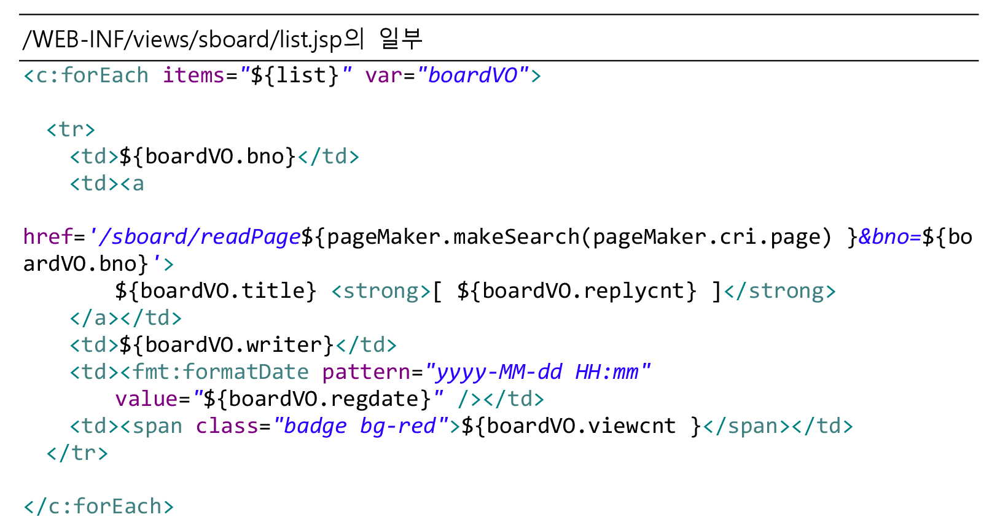 /WEB-INF/views/sboard/list.jsp의 일부
<c:forEach items="${list}" var="boardVO">
<tr>
<td>${boardVO.bno}</td>
<td><a
href='/sboard/readPage${pageMaker.makeSearch(pageMaker.cri.page) }&bno=${bo
ardVO.bno}'>
${boardVO.title} <strong>[ ${boardVO.replycnt} ]</strong>
</a></td>
<td>${boardVO.writer}</td>
<td><fmt:formatDate pattern="yyyy-MM-dd HH:mm"
value="${boardVO.regdate}" /></td>
<td><span class="badge bg-red">${boardVO.viewcnt }</span></td>
</tr>
</c:forEach>